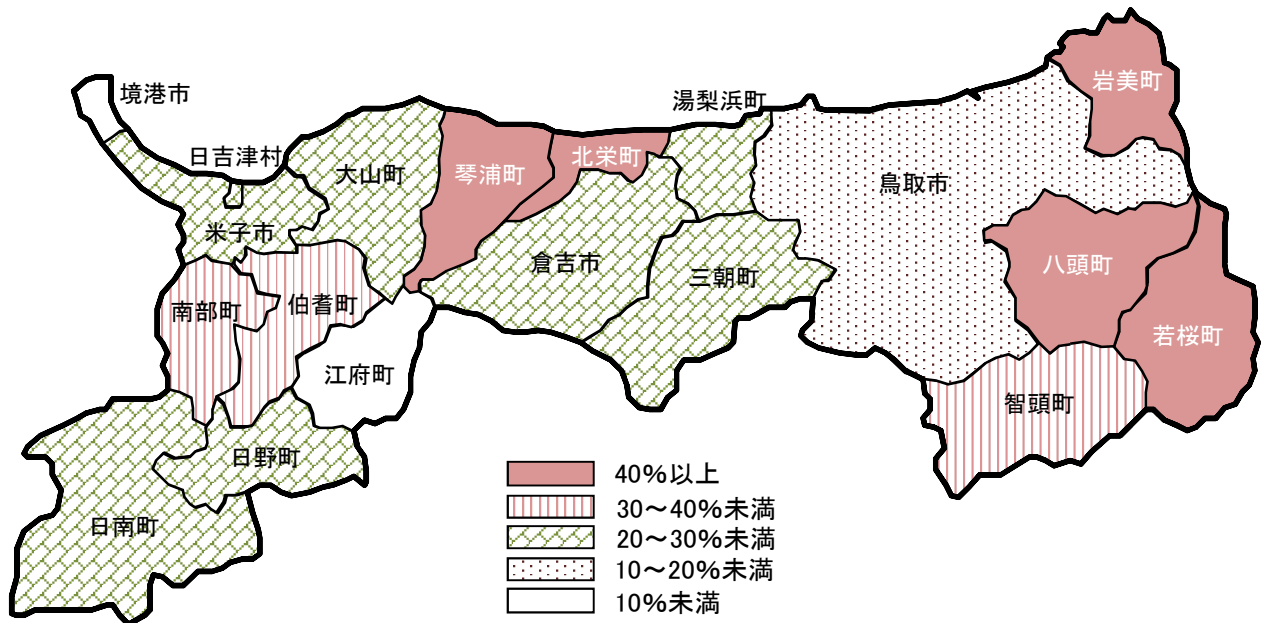 境港市
日吉津村
米子市
大山町
琴浦町
北栄町
湯梨浜町
鳥取市
岩美町
倉吉市
三朝町
八頭町
若桜町
智頭町
南部町
伯耆町
江府町
日野町
日南町
40%以上
30～40%未満
20～30%未満
10～20%未満
10%未満